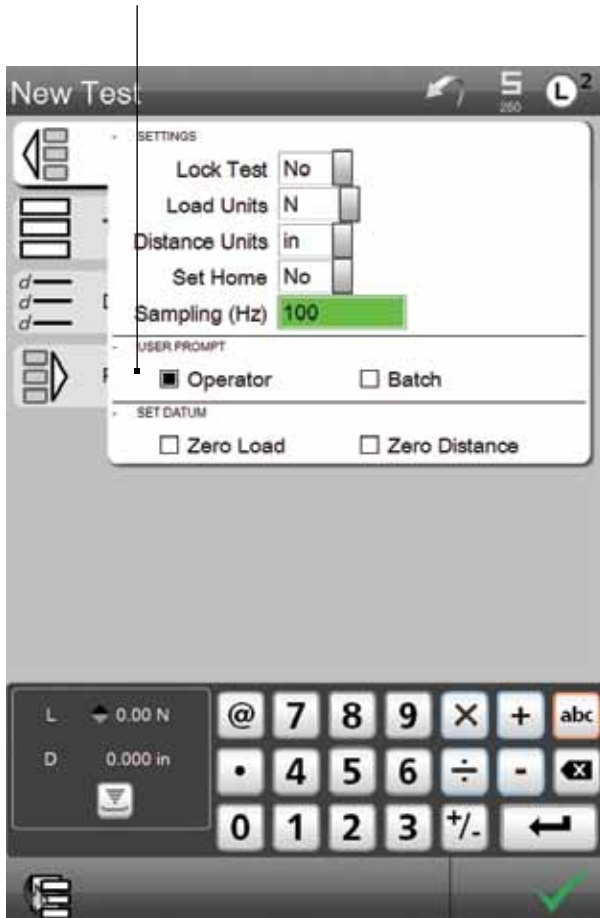 New Test
S
250
L2
- SETTINGS
Lock Test No
Load Units N
Distance Units in
Set Home No
Sampling (Hz) 100
- USER PROMPT
Operator Batch
- SET DATUM
Zero Load Zero Distance
d
d
d
D
L 0.00 N
D 0.000 in
@ 7 8 9 × + abc
. 4 5 6 ÷ -
0 1 2 3 +/-